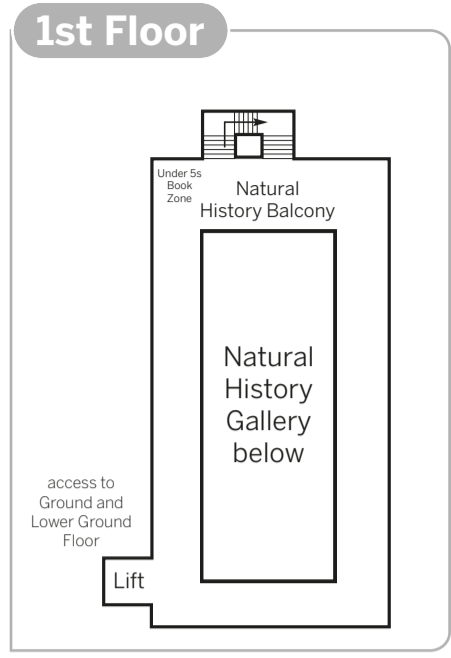 1st Floor
Under 5s
Book
Zone
Natural
History Balcony
Natural
History
Gallery
below
access to
Ground and
Lower Ground
Floor
Lift